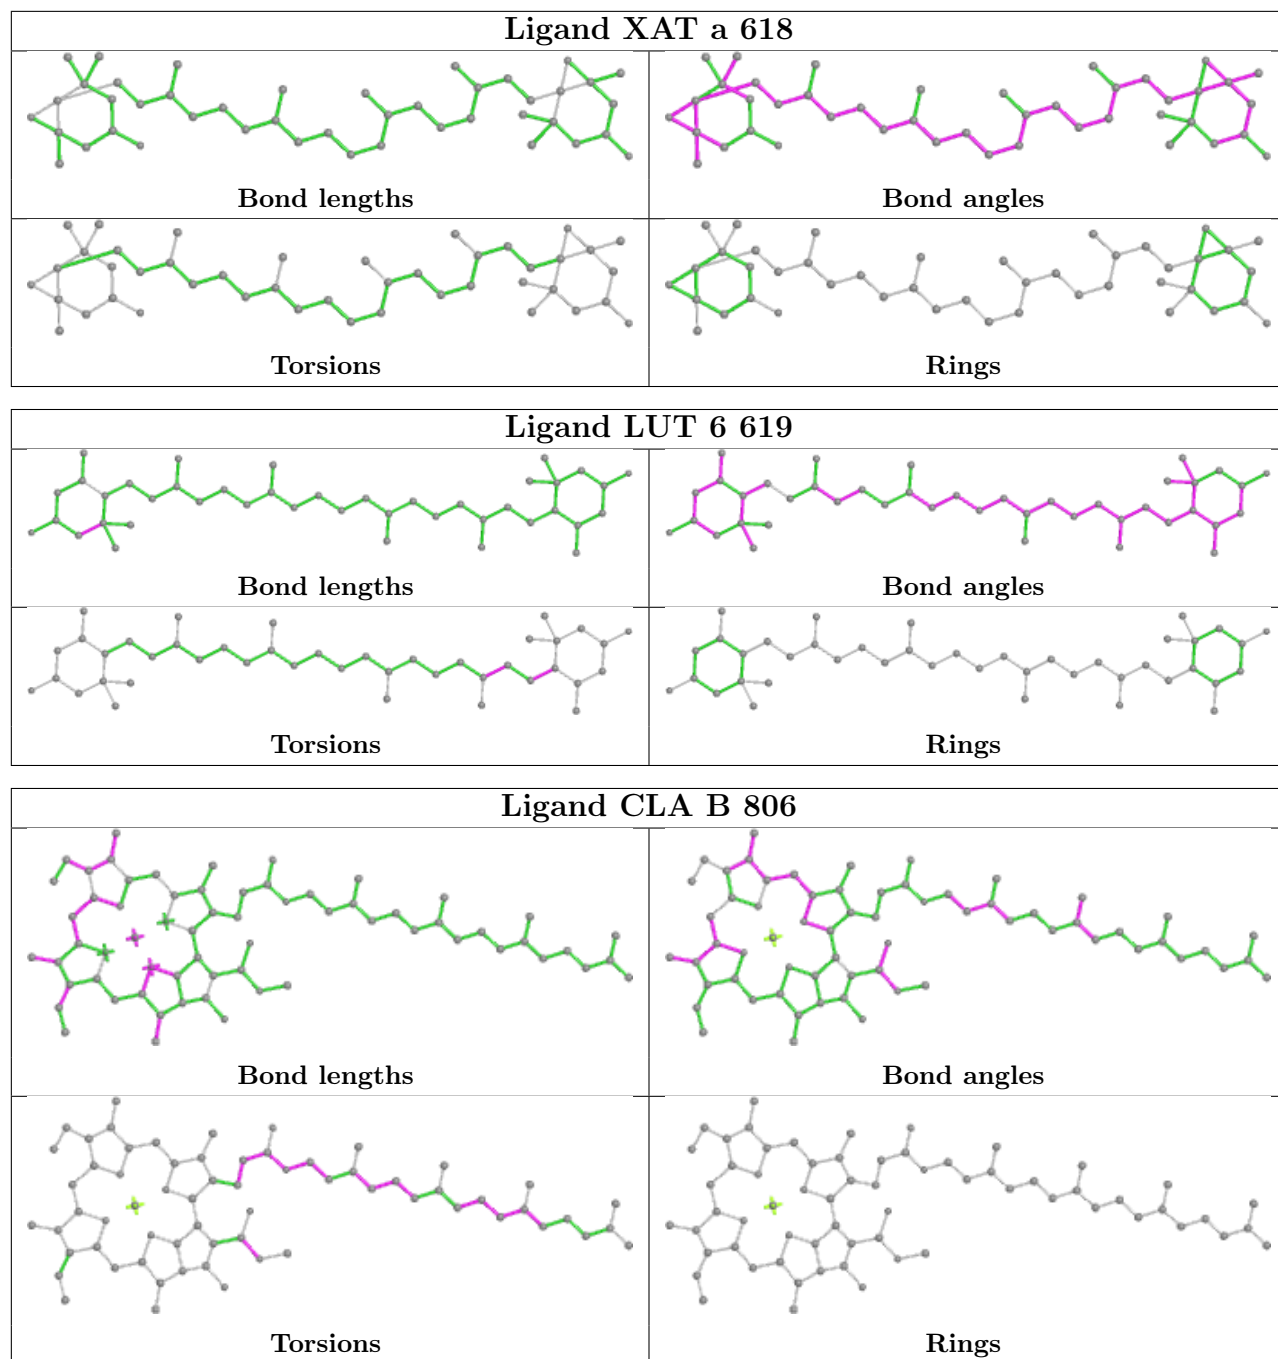 Ligand XAT a 618
Bond lengths
Bond angles
Torsions
Rings
Ligand LUT 6 619
Bond lengths
Bond angles
Torsions
Rings
Ligand CLA B 806
Bond lengths
Bond angles
Torsions
Rings